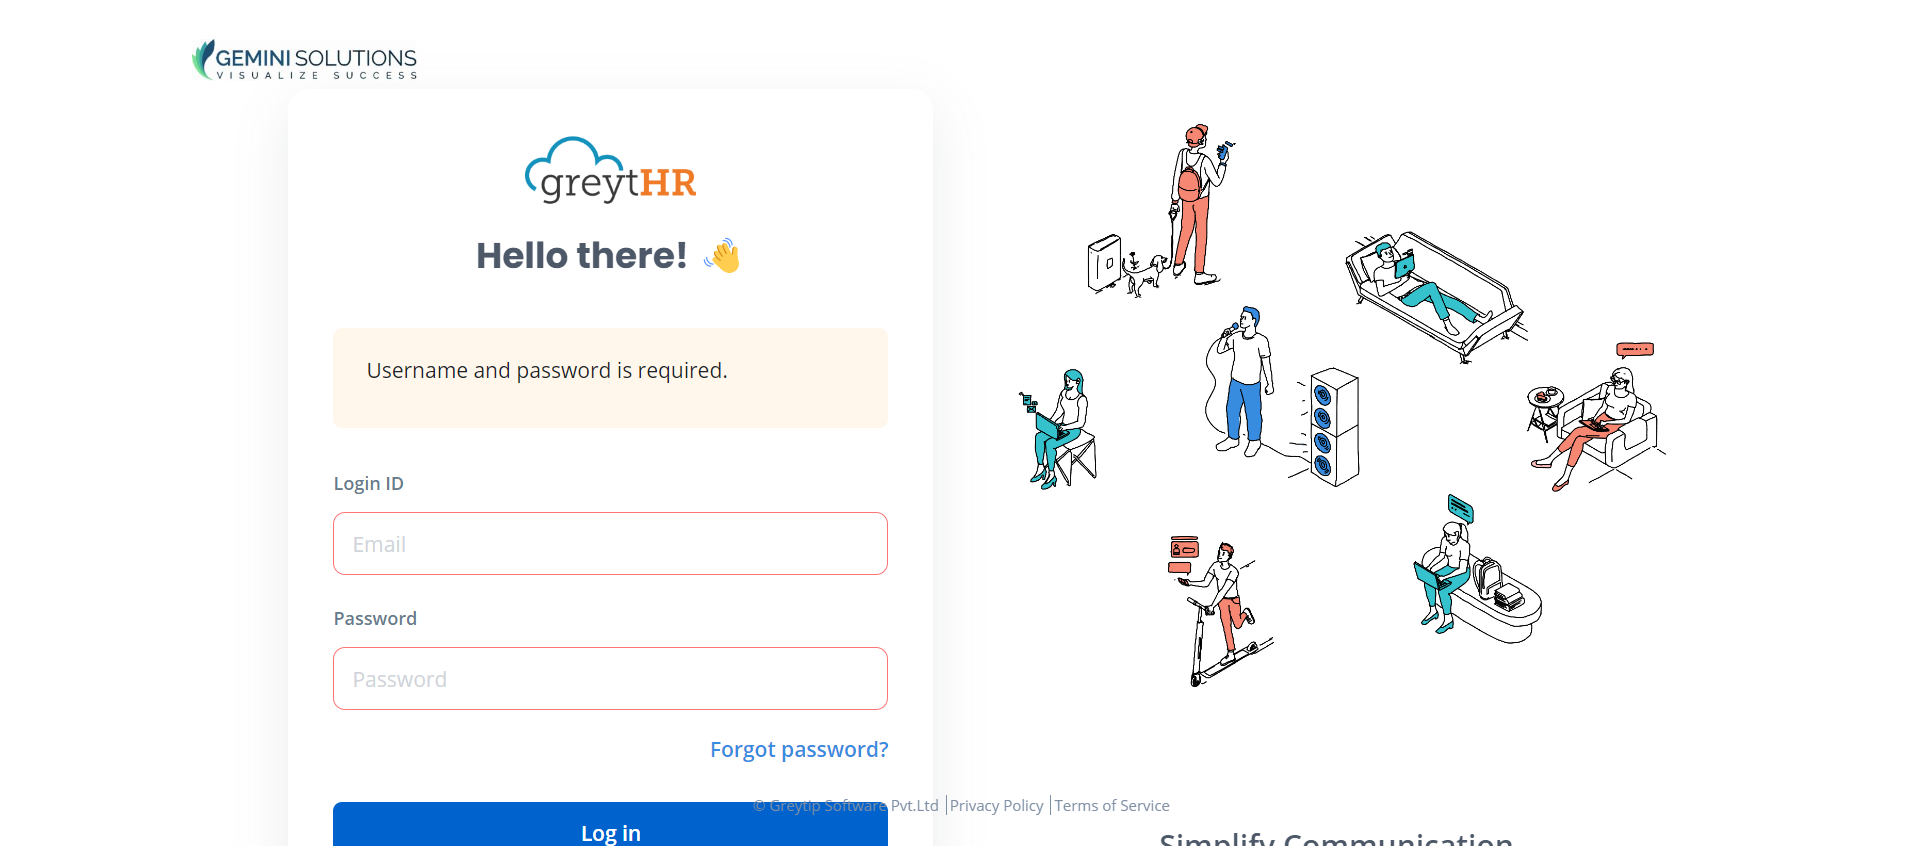 GEMINI SOLUTIONS
VISUALIZE SUCCESS
greytHR
Hello there!
Username and password is required.
Login ID
Email
Password
Password
Forgot password?
© Greytip Software Pvt.Ltd | Privacy Policy | Terms of Service
Log in
Simplify Communication